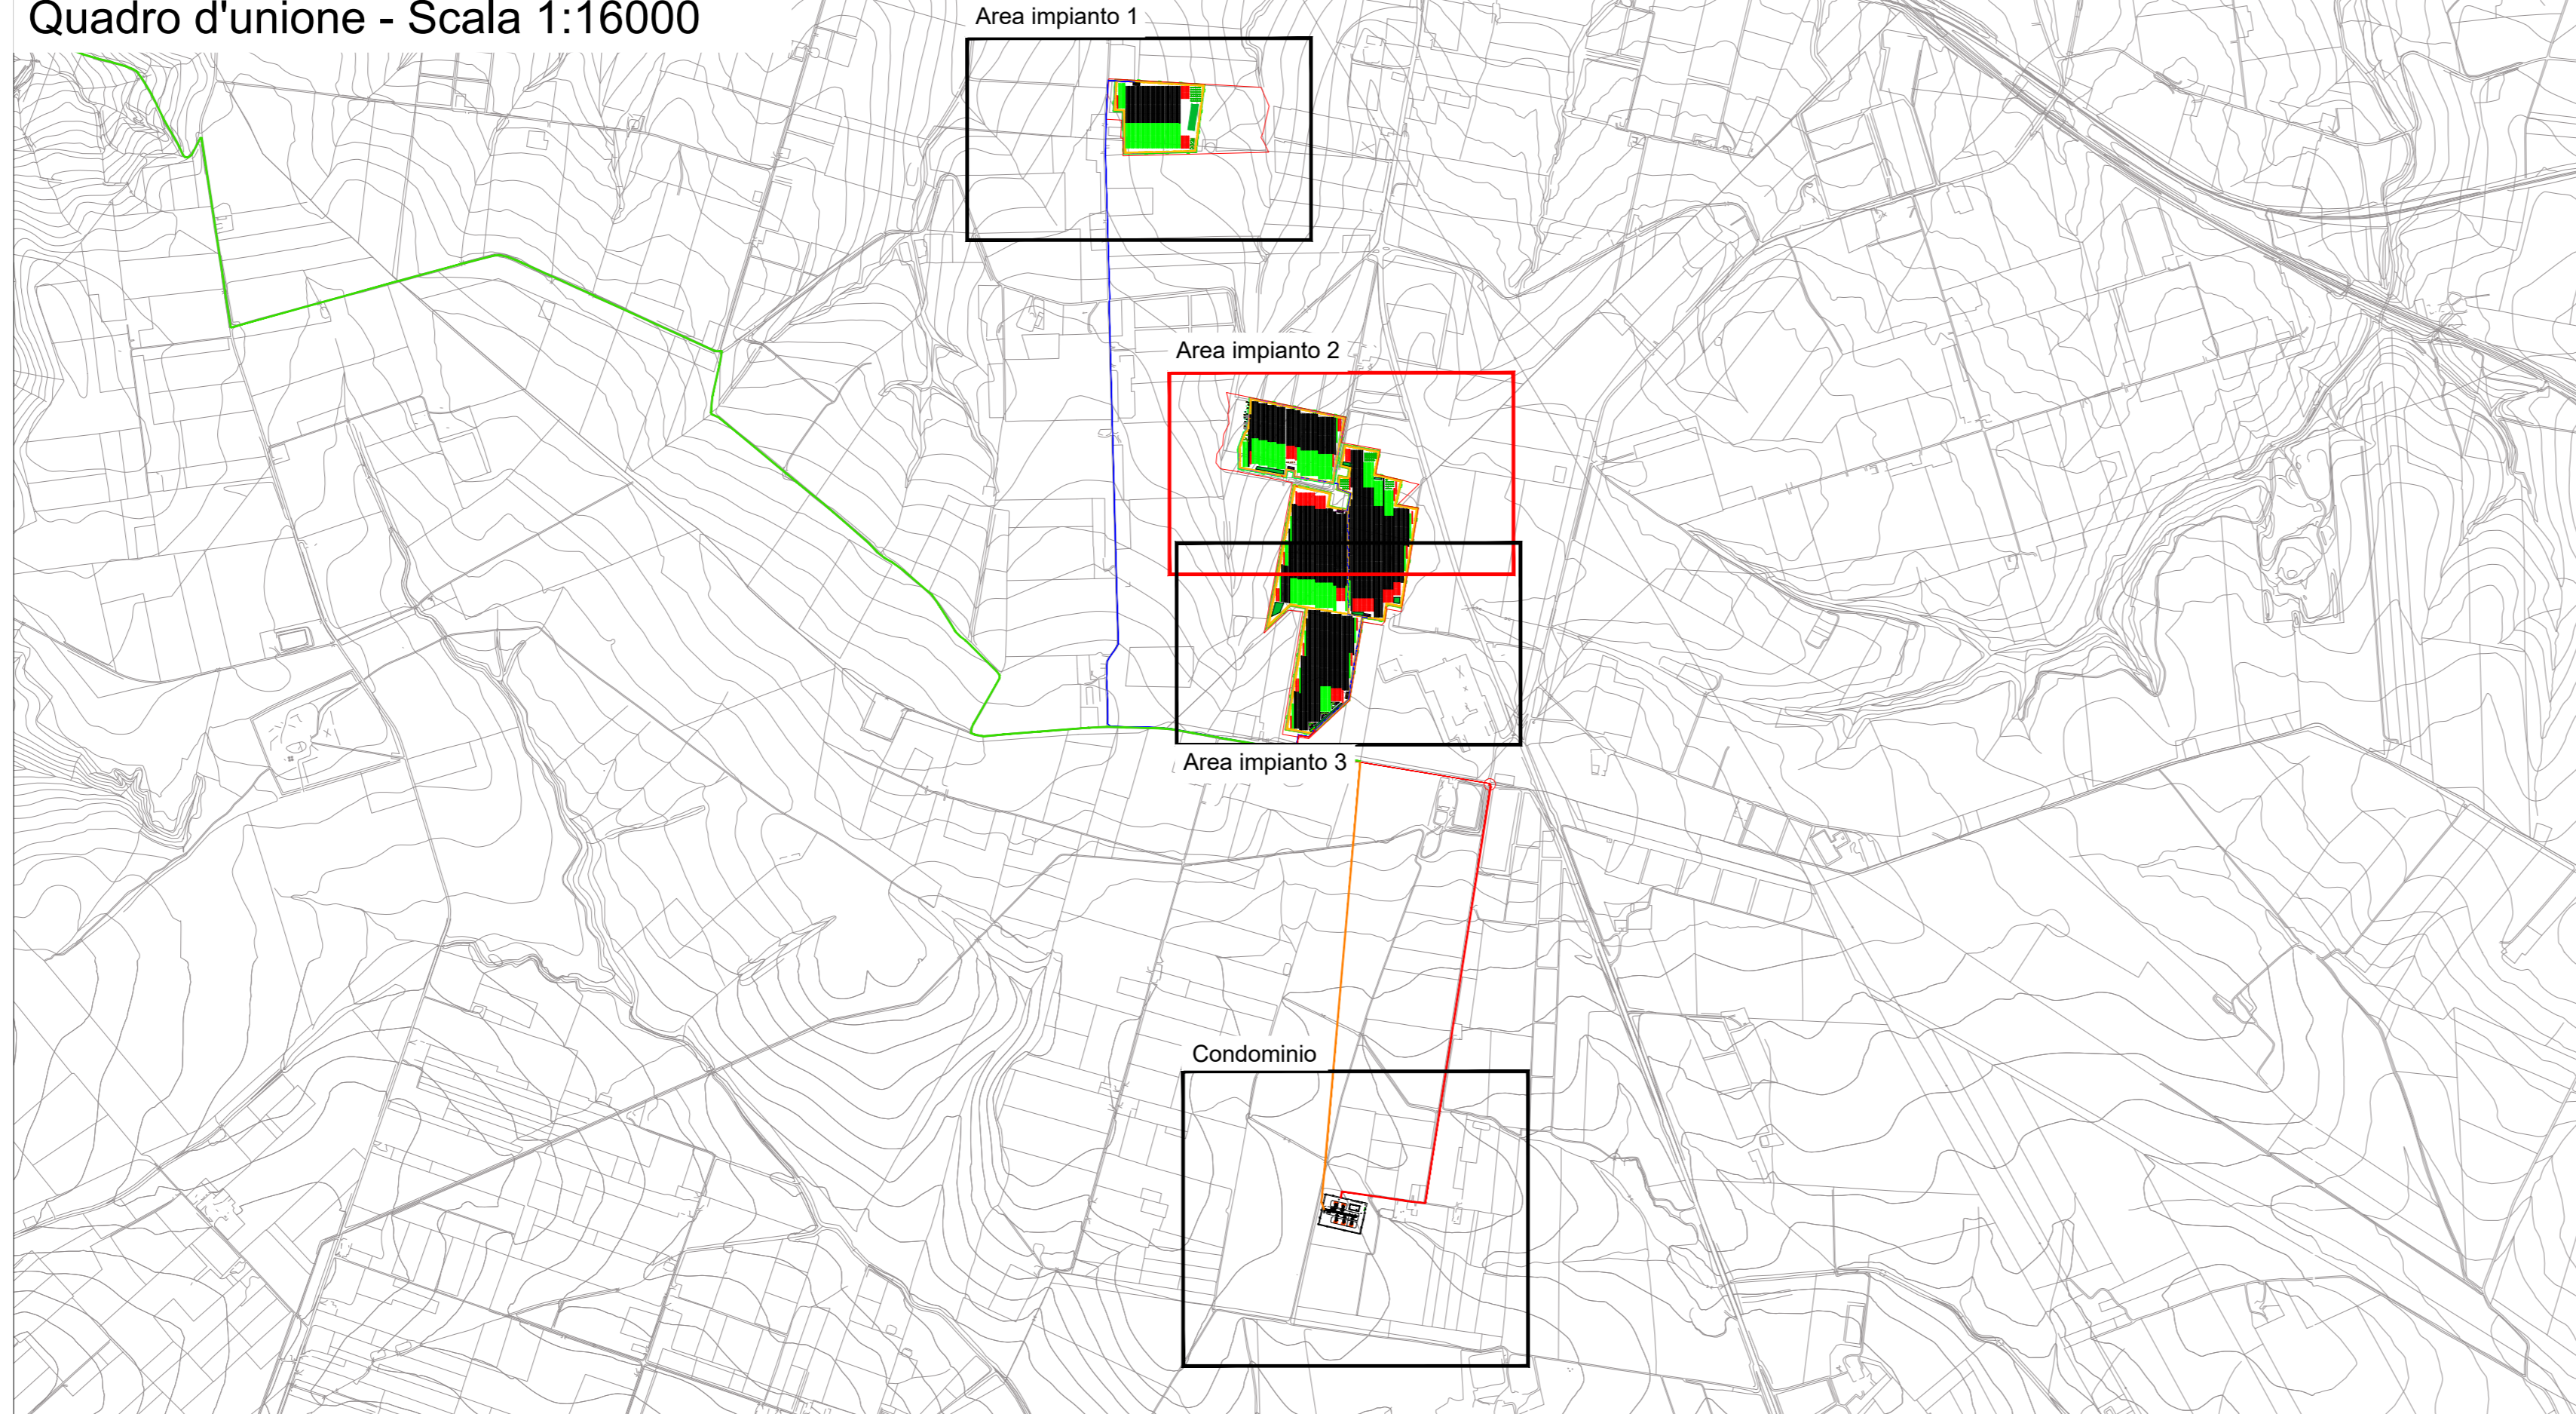 Quadro d'unione - Scala 1:16000
Area impianto 1
Area impianto 2
Area impianto 3
Condominio